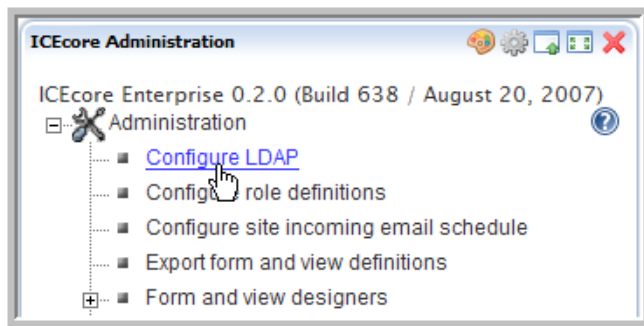 ICEcore Administration
ICEcore Enterprise 0.2.0 (Build 638 / August 20, 2007)
Administration
Configure LDAP
Configure role definitions
Configure site incoming email schedule
Export form and view definitions
Form and view designers